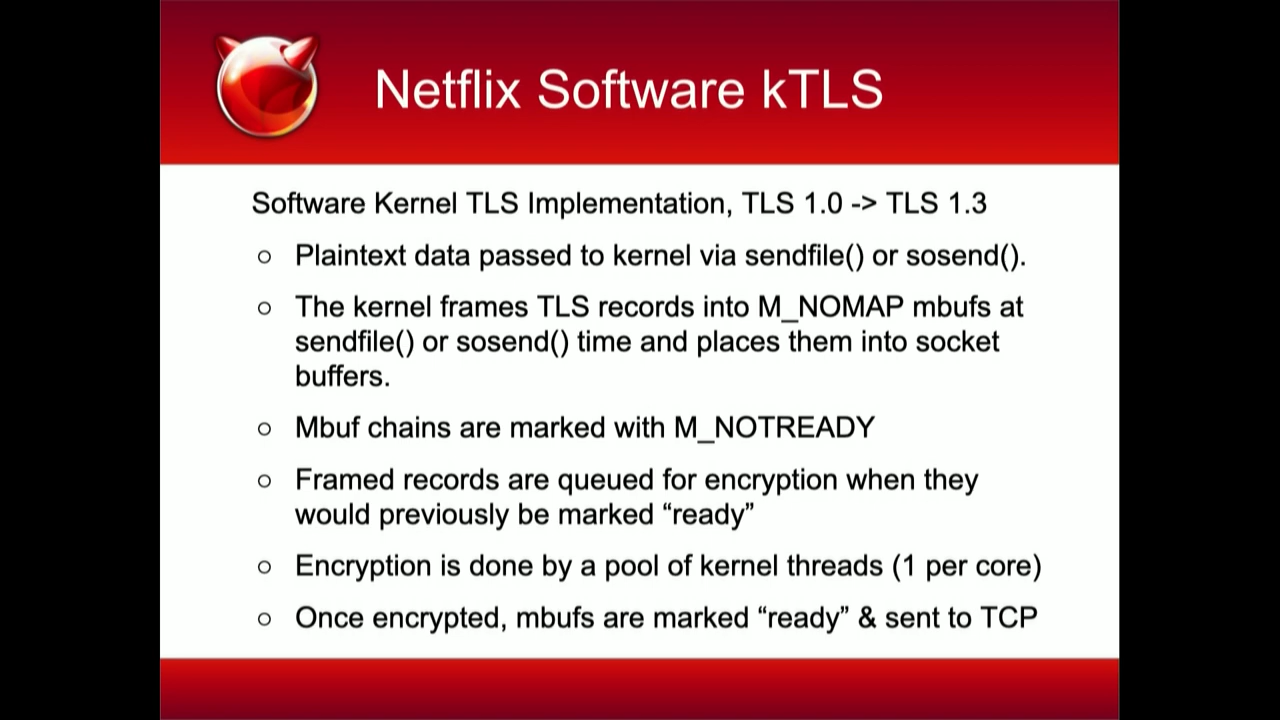 Netflix Software kTLS
Software Kernel TLS Implementation, TLS 1.0 -> TLS 1.3
○ Plaintext data passed to kernel via sendfile() or sosend().
○ The kernel frames TLS records into M_NOMAP mbufs at
sendfile() or sosend() time and places them into socket
buffers.
○ Mbuf chains are marked with M_NOTREADY
○ Framed records are queued for encryption when they
would previously be marked “ready”
○ Encryption is done by a pool of kernel threads (1 per core)
○ Once encrypted, mbufs are marked “ready” & sent to TCP